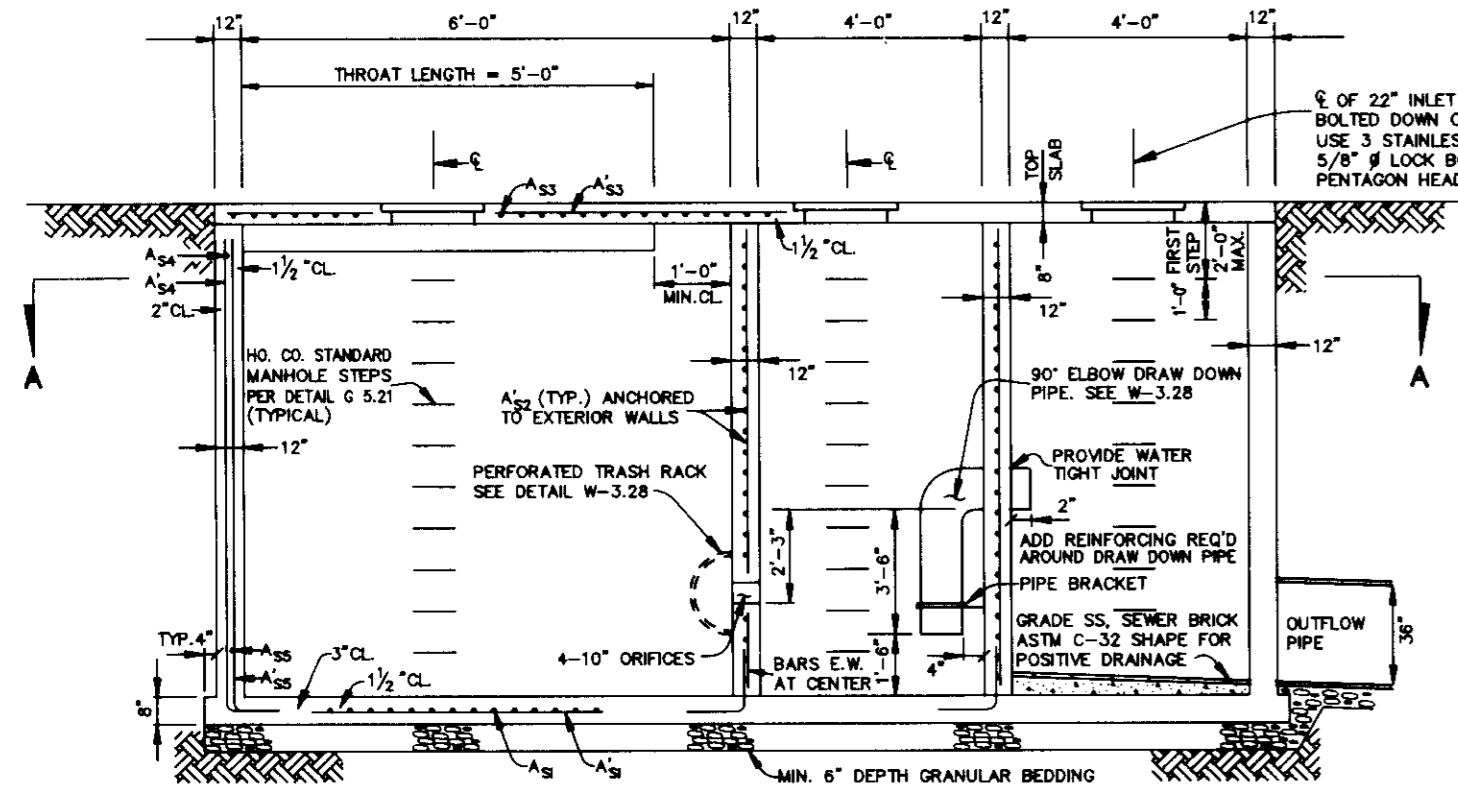 12" 6'-0" 12" 4'-0" 12" 4'-0" 12"
THROAT LENGTH = 5'-0"
℄ OF 22" INLET
BOLTED DOWN
USE 3 STAINLES
5/8" Ø LOCK
PENTAGON HEAD
℄ ℄
TOP
SLAB
AS3 A'S3
1½" CL.
AS4
1½"CL.
A'S4
2"CL.
1'-0"
MIN.CL.
8"
12"
1'-0" FIRST
STEP
2'-0"
MAX.
12"
A
A
HO. CO. STANDARD
MANHOLE STEPS
PER DETAIL G 5.21
(TYPICAL)
12"
12"
A'S2 (TYP.) ANCHORED
TO EXTERIOR WALLS
90° ELBOW DRAW DOWN
PIPE. SEE W-3.28
PERFORATED TRASH RACK
SEE DETAIL W-3.28
PROVIDE WATER
TIGHT JOINT
2"
2'-3"
3'-6"
ADD REINFORCING REQ'D
AROUND DRAW DOWN PIPE
PIPE BRACKET
GRADE SS, SEWER BRICK
ASTM C-32 SHAPE FOR
POSITIVE DRAINAGE
OUTFLOW
PIPE
36"
TYP. 4"
AS5
A'S5
3"CL.
1½"CL.
4-10" ORIFICES
BARS E.W.
AT CENTER
1'-6"
4"
8"
AS1 A'S1
MIN. 6" DEPTH GRANULAR BEDDING